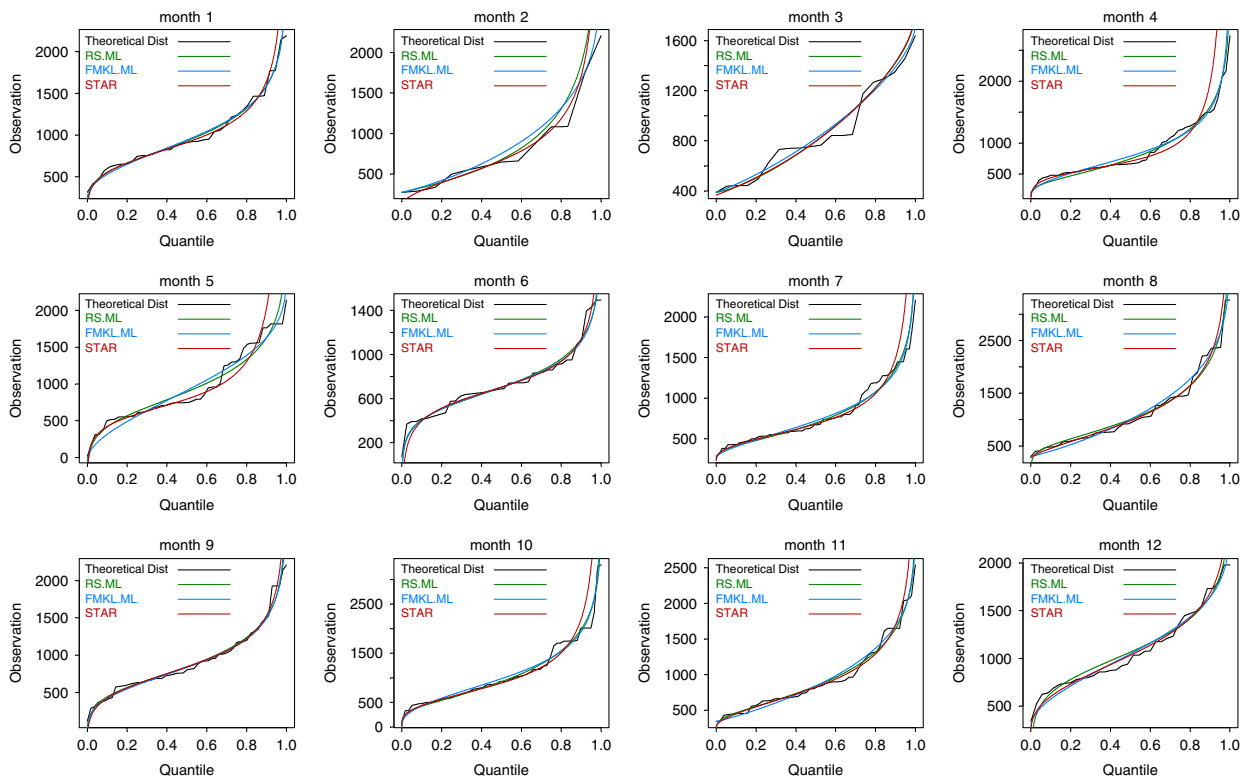 month 1
Theoretical Dist
RS.ML
FMKL.ML
STAR
Observation
2000
1500
1000
500
0.0 0.2 0.4 0.6 0.8 1.0
Quantile
month 2
Theoretical Dist
RS.ML
FMKL.ML
STAR
Observation
2000
1500
1000
500
0.0 0.2 0.4 0.6 0.8 1.0
Quantile
month 3
Theoretical Dist
RS.ML
FMKL.ML
STAR
Observation
1600
1200
800
400
0.0 0.2 0.4 0.6 0.8 1.0
Quantile
month 4
Theoretical Dist
RS.ML
FMKL.ML
STAR
Observation
2000
1000
500
0.0 0.2 0.4 0.6 0.8 1.0
Quantile
month 5
Theoretical Dist
RS.ML
FMKL.ML
STAR
Observation
2000
1500
1000
500
0
0.0 0.2 0.4 0.6 0.8 1.0
Quantile
month 6
Theoretical Dist
RS.ML
FMKL.ML
STAR
Observation
1400
1000
600
200
0.0 0.2 0.4 0.6 0.8 1.0
Quantile
month 7
Theoretical Dist
RS.ML
FMKL.ML
STAR
Observation
2000
1500
1000
500
0.0 0.2 0.4 0.6 0.8 1.0
Quantile
month 8
Theoretical Dist
RS.ML
FMKL.ML
STAR
Observation
2500
1500
500
0.0 0.2 0.4 0.6 0.8 1.0
Quantile
month 9
Theoretical Dist
RS.ML
FMKL.ML
STAR
Observation
2000
1500
1000
500
0.0 0.2 0.4 0.6 0.8 1.0
Quantile
month 10
Theoretical Dist
RS.ML
FMKL.ML
STAR
Observation
2500
1500
500
0
0.0 0.2 0.4 0.6 0.8 1.0
Quantile
month 11
Theoretical Dist
RS.ML
FMKL.ML
STAR
Observation
2500
2000
1500
1000
500
0.0 0.2 0.4 0.6 0.8 1.0
Quantile
month 12
Theoretical Dist
RS.ML
FMKL.ML
STAR
Observation
2000
1500
1000
500
0.0 0.2 0.4 0.6 0.8 1.0
Quantile